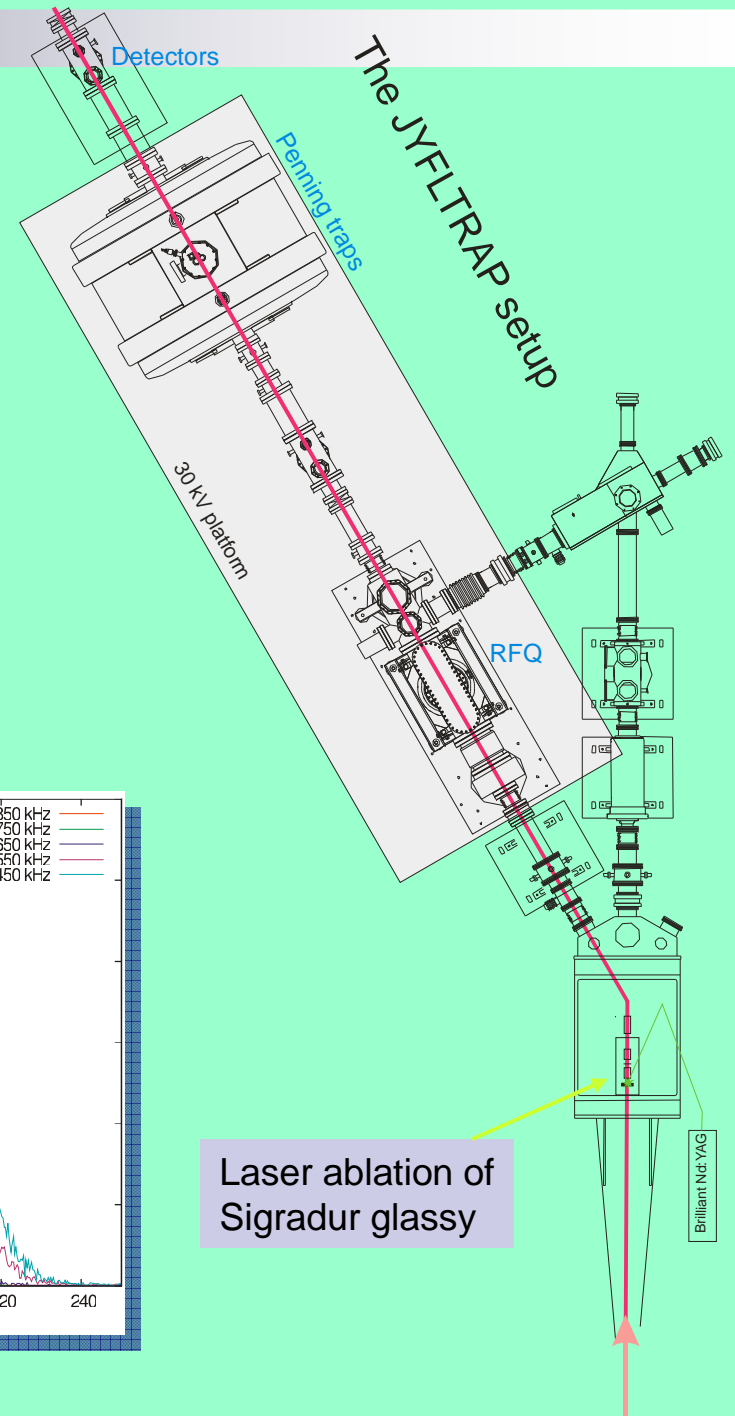 Detectors
The JYFLTRAP setup
Penning traps
30 kV platform
RFQ
850 kHz
750 kHz
650 kHz
550 kHz
450 kHz
240
Laser ablation of
Sigradur glassy
Brilliant Nd:YAG